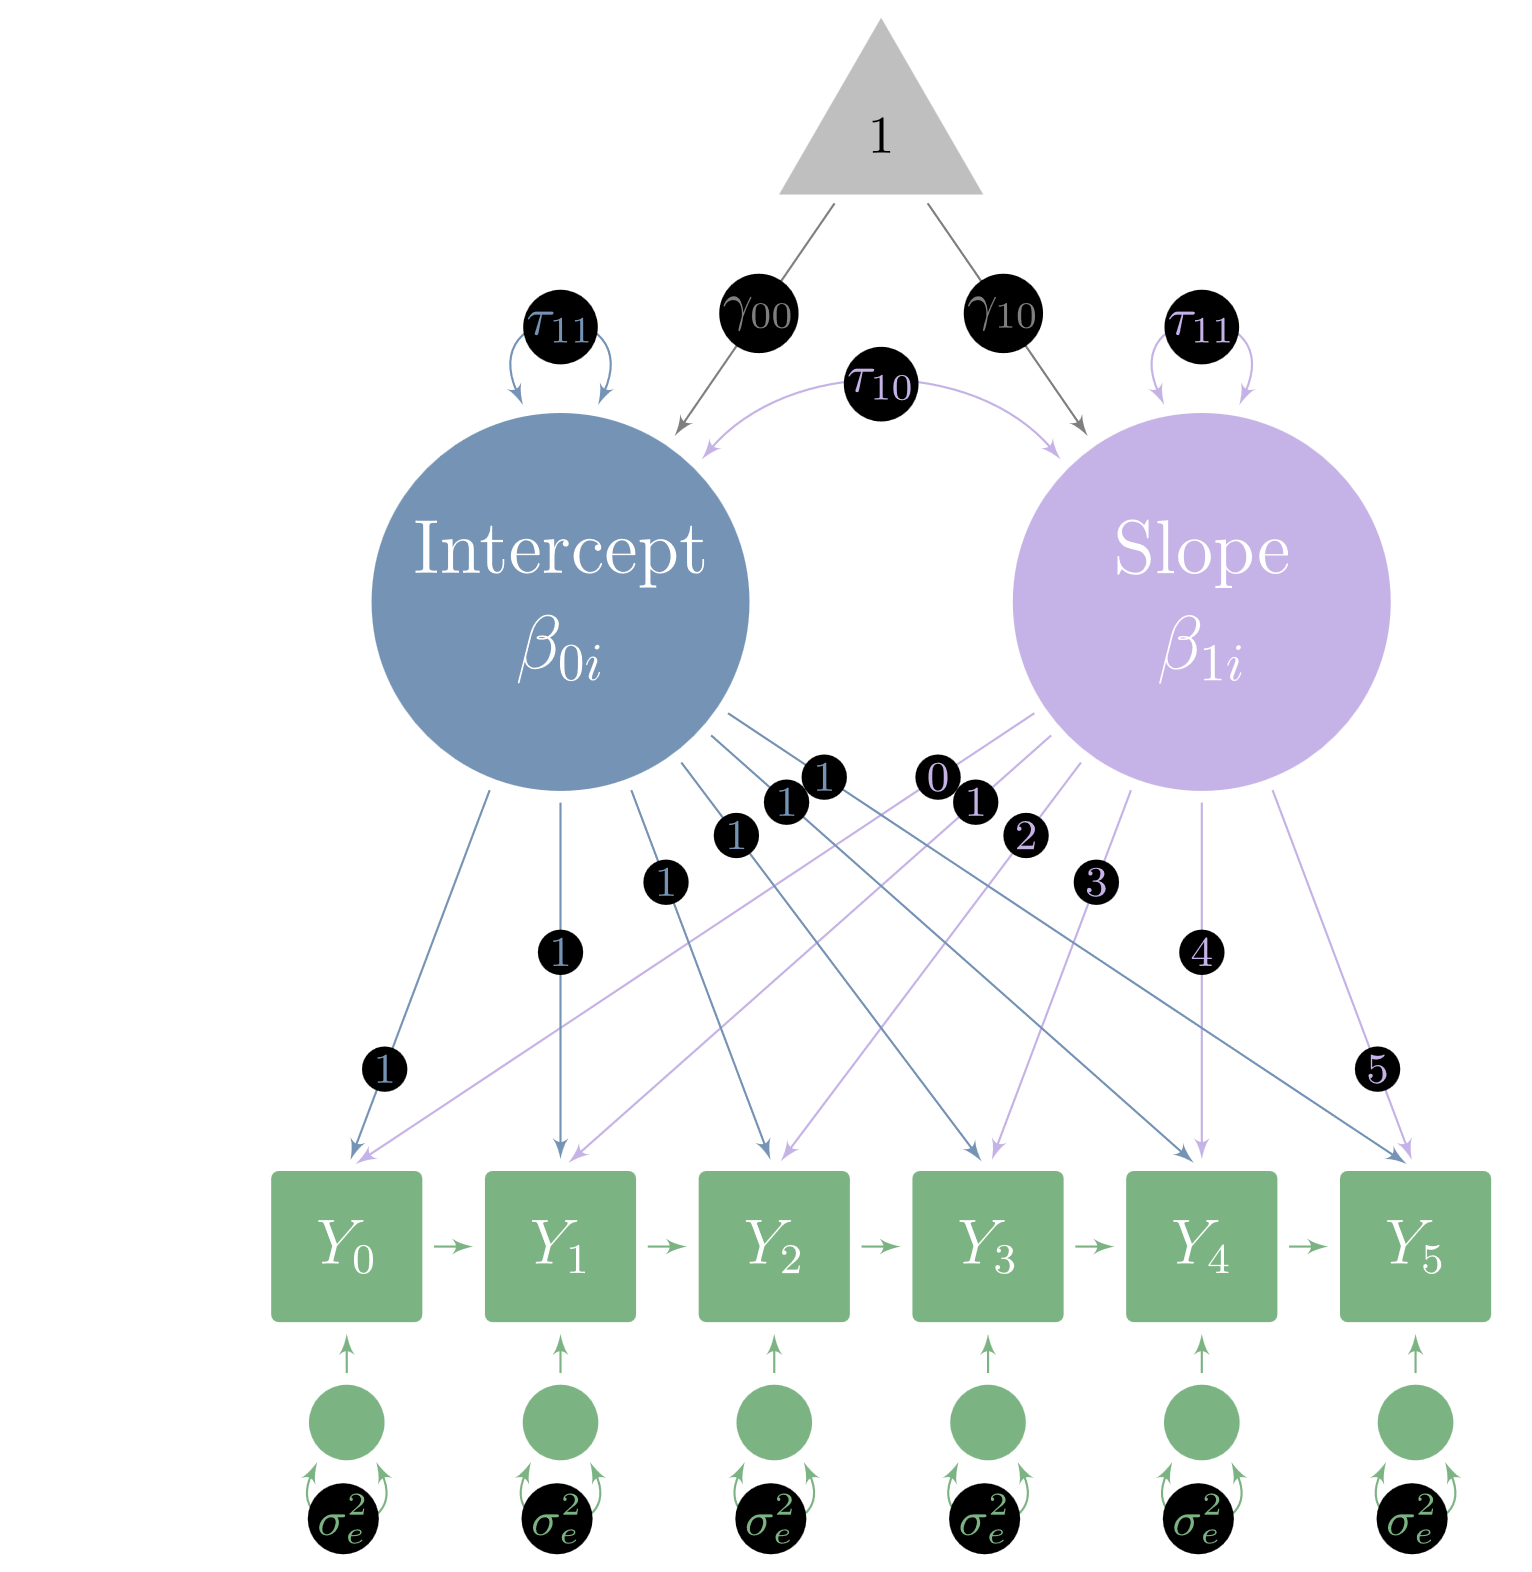 1
γ₀₀ γ₁₀
τ₁₁ τ₁₁
τ₁₀
Intercept
β₀ᵢ
Slope
β₁ᵢ
1 0
1 1
1 2
1 3
1 4
1 5
Y₀ Y₁ Y₂ Y₃ Y₄ Y₅
σₑ² σₑ² σₑ² σₑ² σₑ² σₑ²